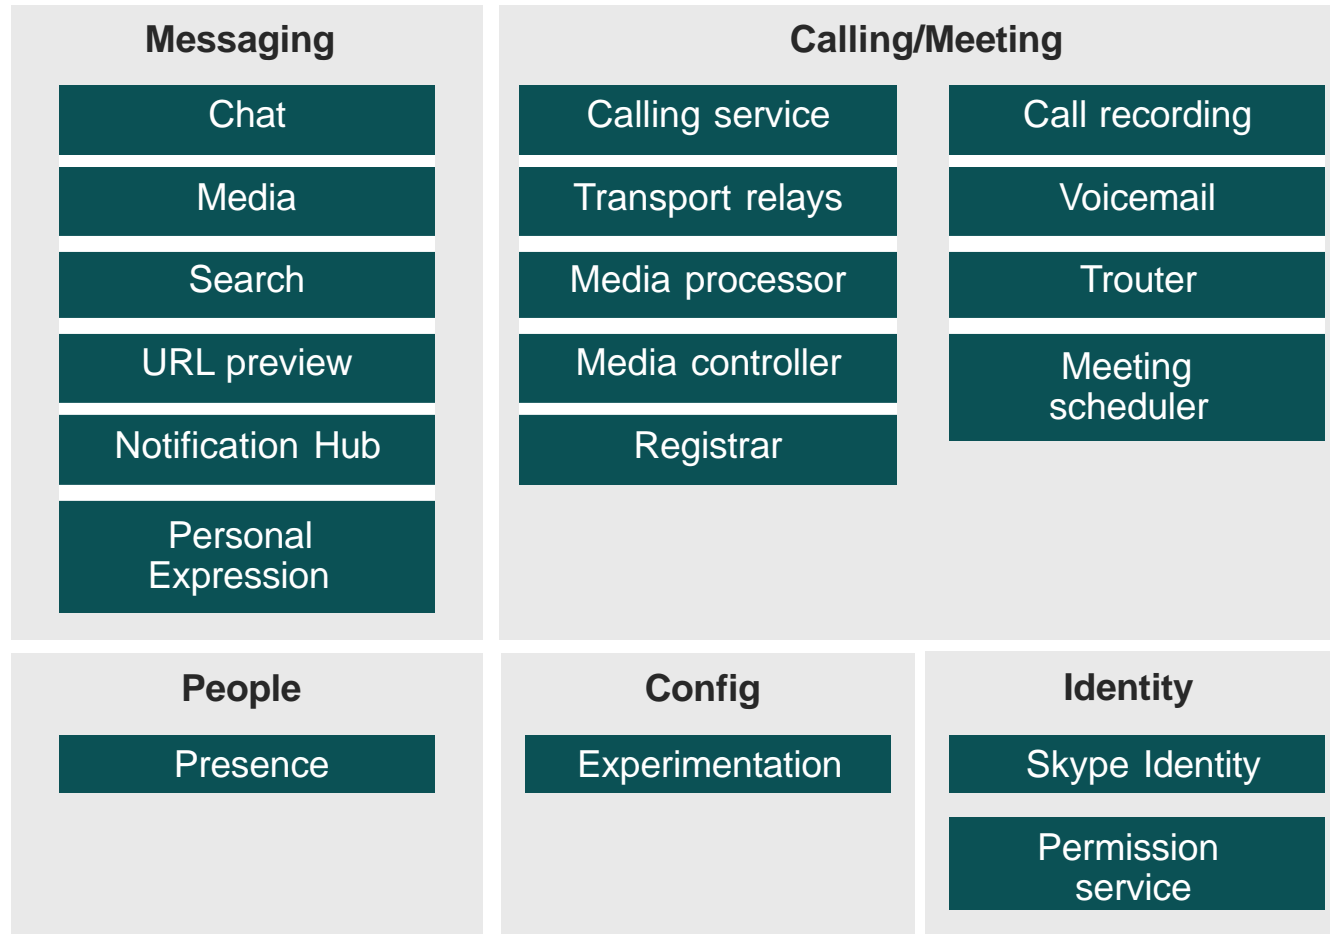 Messaging
Chat
Media
Search
URL preview
Notification Hub
Personal
Expression
Calling/Meeting
Calling service
Transport relays
Media processor
Media controller
Registrar
Call recording
Voicemail
Trouter
Meeting
scheduler
People
Presence
Config
Experimentation
Identity
Skype Identity
Permission
service